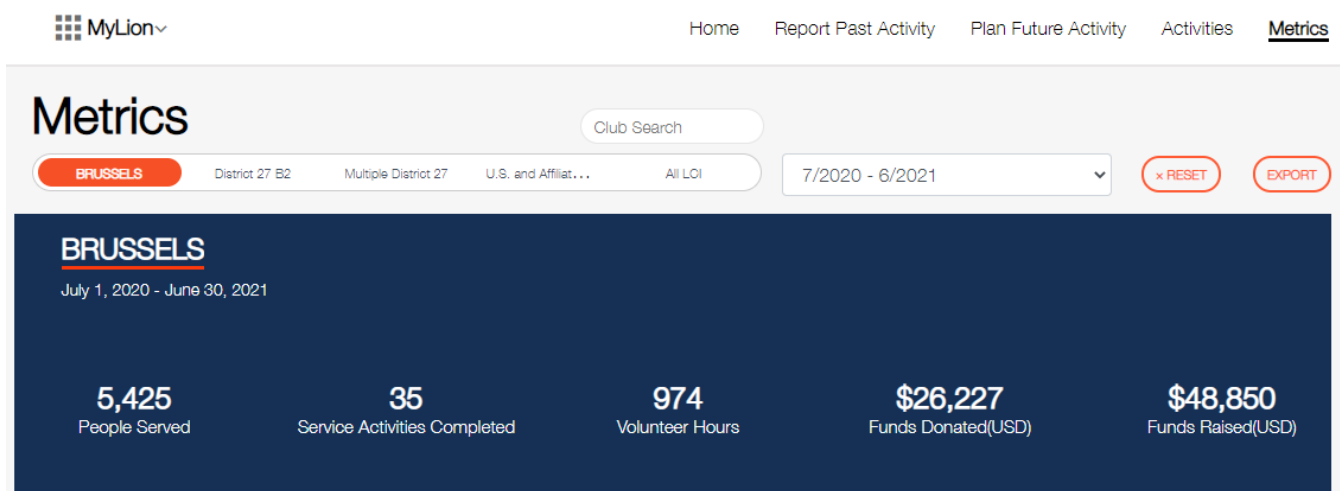 MyLion
Home Report Past Activity Plan Future Activity Activities Metrics
Metrics
Club Search
BRUSSELS District 27 B2 Multiple District 27 U.S. and Affiliat... All LCI
7/2020 - 6/2021
× RESET
EXPORT
BRUSSELS
July 1, 2020 - June 30, 2021
5,425
People Served
35
Service Activities Completed
974
Volunteer Hours
$26,227
Funds Donated(USD)
$48,850
Funds Raised(USD)